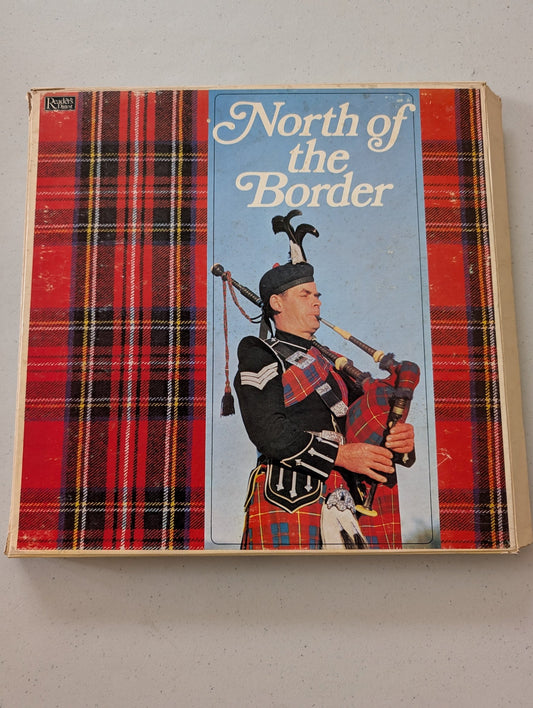 Reader's
Digest
North of
the
Border